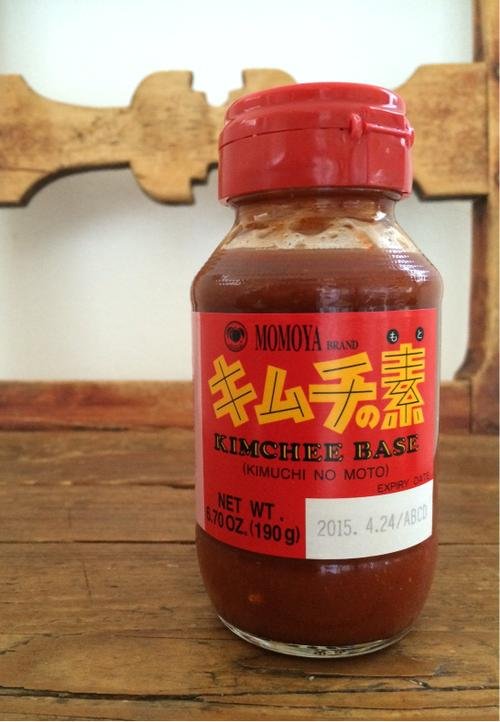 MOMOYA BRAND
もと
キムチの素
KIMCHEE BASE
(KIMUCHI NO MOTO)
EXPIRY DATE
NET WT.
6.70 OZ. (190g)
2015. 4.24/ABCD